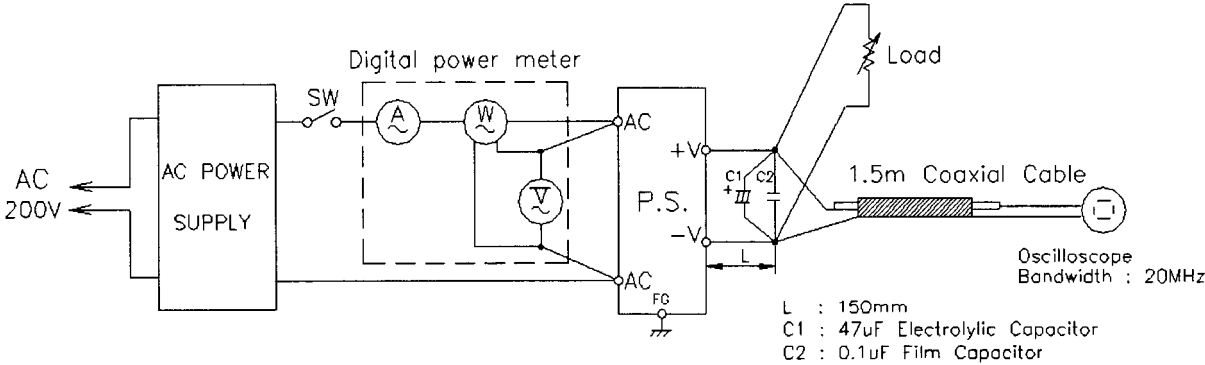 Digital power meter
SW
A
W
V
AC POWER
SUPPLY
AC
200V
AC
AC
P.S.
FG
+V
-V
C1
+
C2
L
Load
1.5m Coaxial Cable
Oscilloscope
Bandwidth : 20MHz
L : 150mm
C1 : 47uF Electrolylic Capacitor
C2 : 0.1uF Film Capacitor